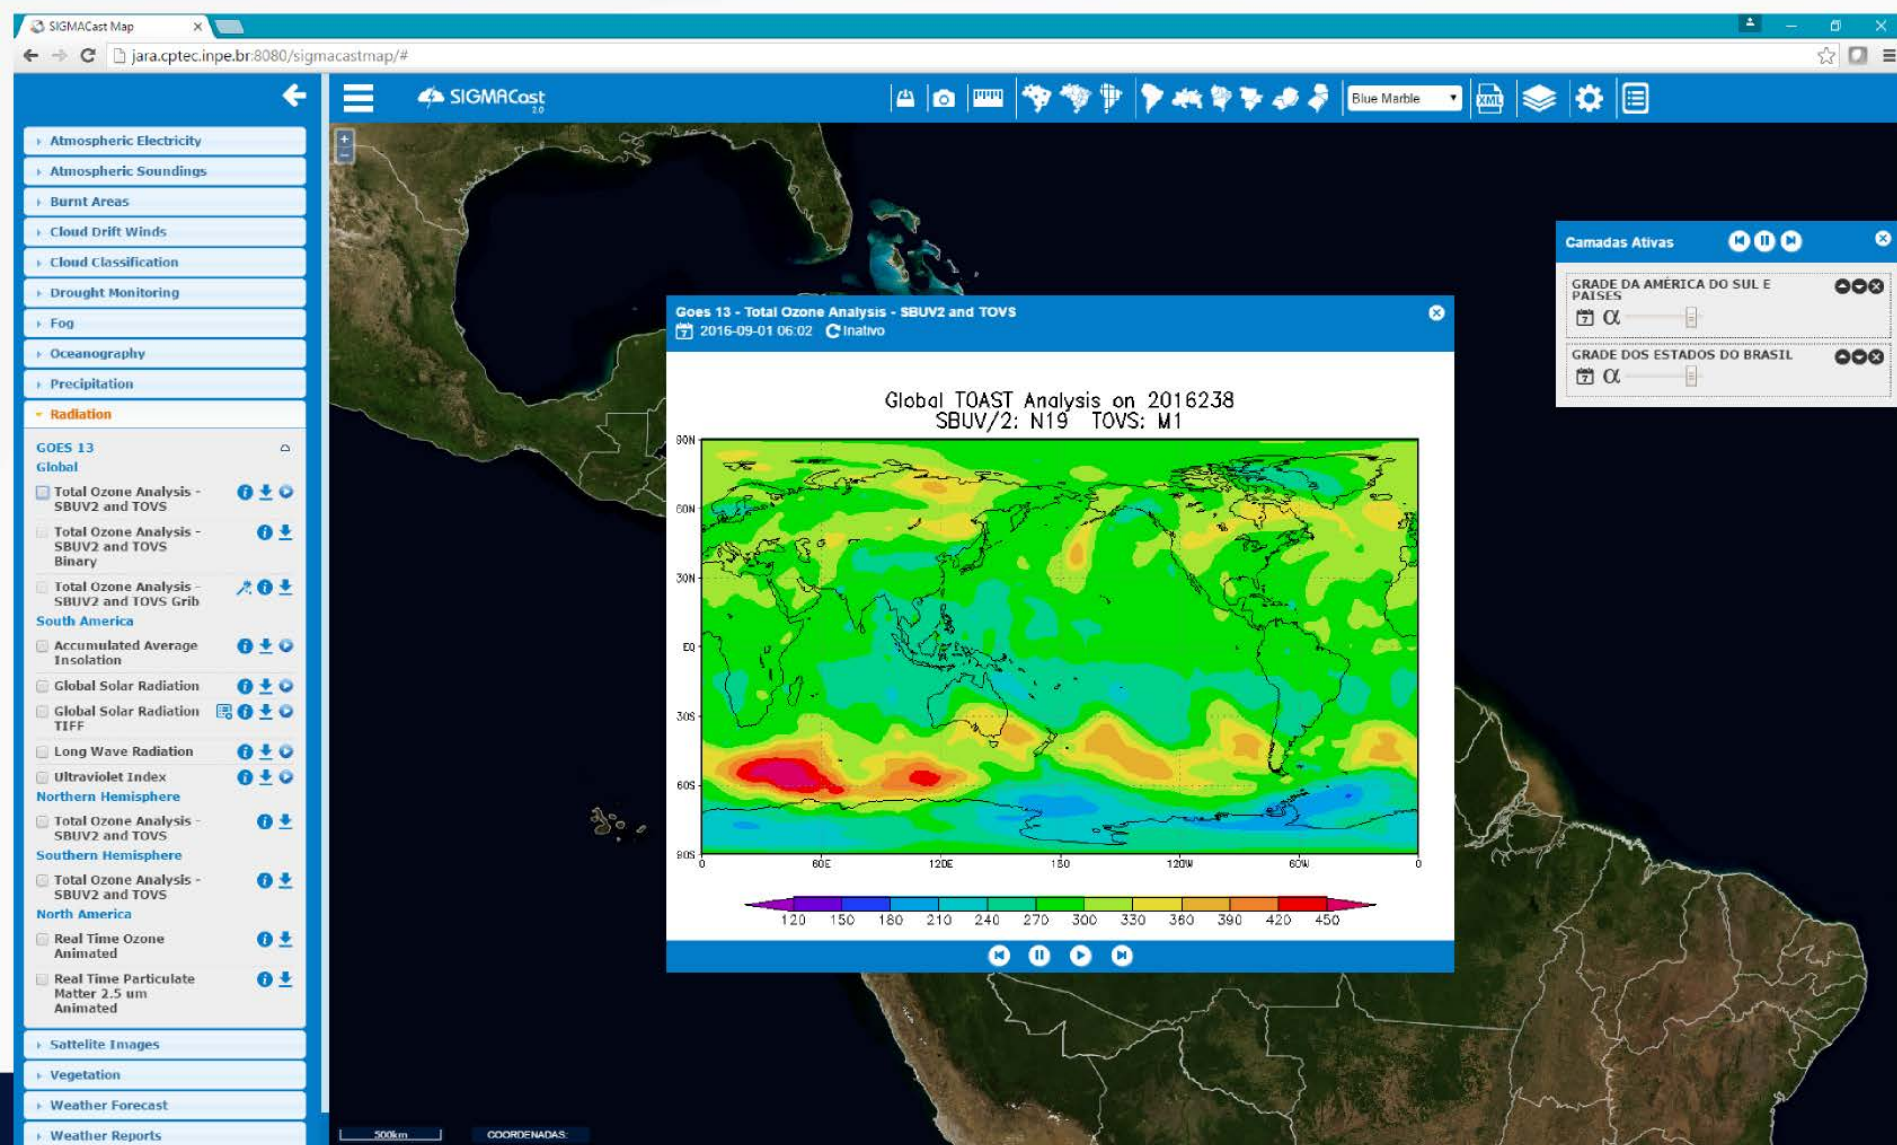 SIGMACast Map
jara.cptec.inpe.br:8080/sigmacastmap/#
SIGMACast
2.0
Blue Marble
XML
Atmospheric Electricity
Atmospheric Soundings
Burnt Areas
Cloud Drift Winds
Cloud Classification
Drought Monitoring
Fog
Oceanography
Precipitation
Radiation
GOES 13
Global
Total Ozone Analysis -
SBUV2 and TOVS
Total Ozone Analysis -
SBUV2 and TOVS
Binary
Total Ozone Analysis -
SBUV2 and TOVS Grib
South America
Accumulated Average
Insolation
Global Solar Radiation
Global Solar Radiation
TIFF
Long Wave Radiation
Ultraviolet Index
Northern Hemisphere
Total Ozone Analysis -
SBUV2 and TOVS
Southern Hemisphere
Total Ozone Analysis -
SBUV2 and TOVS
North America
Real Time Ozone
Animated
Real Time Particulate
Matter 2.5 um
Animated
Sattelite Images
Vegetation
Weather Forecast
Weather Reports
Goes 13 - Total Ozone Analysis - SBUV2 and TOVS
7 2016-09-01 06:02 Inativo
Global TOAST Analysis on 2016238
SBUV/2: N19 TOVS: M1
90N
60N
30N
EQ
30S
60S
90S
0 60E 120E 180 120W 60W 0
120 150 180 210 240 270 300 330 360 390 420 450
Camadas Ativas
GRADE DA AMÉRICA DO SUL E
PAISES
7 α
GRADE DOS ESTADOS DO BRASIL
7 α
500km
COORDENADAS: